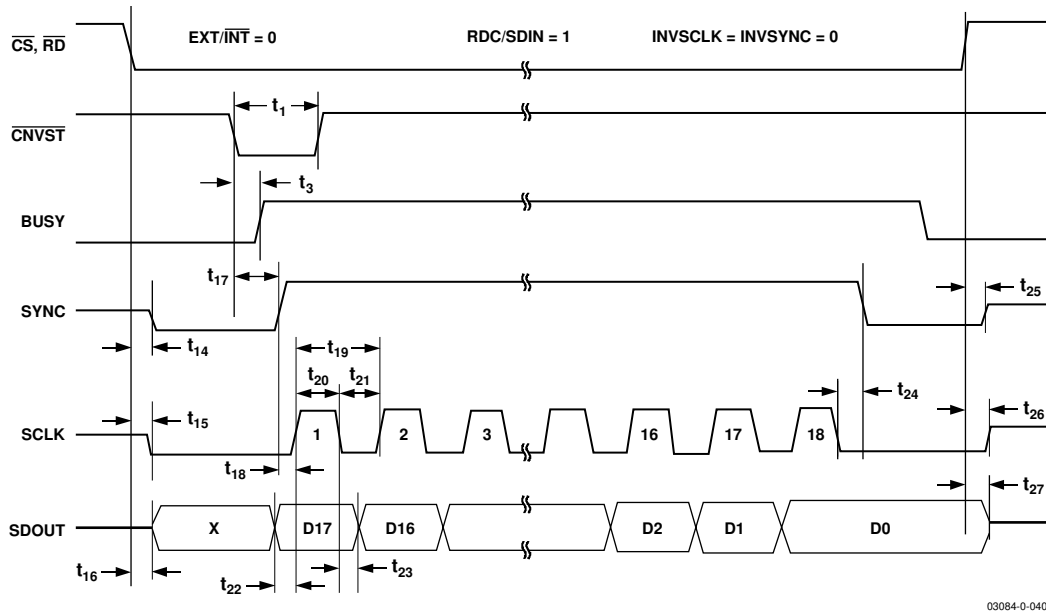 CS, RD
EXT/INT = 0
RDC/SDIN = 1
INVSCLK = INVSYNC = 0
t1
CNVST
t3
BUSY
t17
SYNC
t25
t14
t19
t20
t21
t24
t15
t26
SCLK
1
2
3
16
17
18
t18
t27
SDOUT
X
D17
D16
D2
D1
D0
t16
t22
t23
03084-0-040